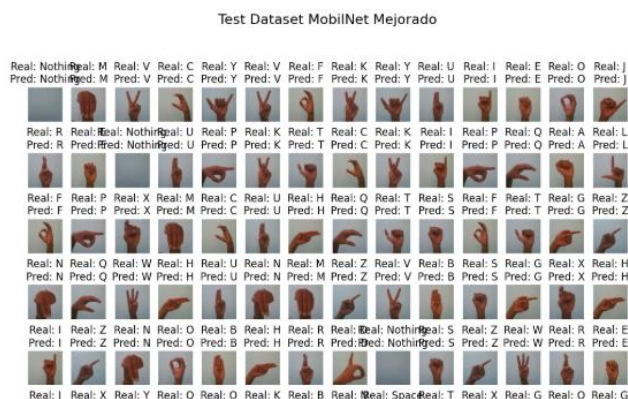 Test Dataset MobilNet Mejorado
Real: Nothing Real: M Real: V Real: C Real: Y Real: V Real: F Real: K Real: Y Real: U Real: I Real: E Real: O Real: J
Pred: Nothing Pred: M Pred: V Pred: C Pred: Y Pred: V Pred: F Pred: K Pred: Y Pred: U Pred: I Pred: E Pred: O Pred: J
Real: R Real: E Real: Nothing Real: U Real: P Real: K Real: T Real: C Real: K Real: I Real: P Real: Q Real: A Real: L
Pred: R Pred: E Pred: Nothing Pred: U Pred: P Pred: K Pred: T Pred: C Pred: K Pred: I Pred: P Pred: Q Pred: A Pred: L
Real: F Real: P Real: X Real: M Real: C Real: U Real: H Real: Q Real: T Real: S Real: F Real: T Real: G Real: Z
Pred: F Pred: P Pred: X Pred: M Pred: C Pred: U Pred: H Pred: Q Pred: T Pred: S Pred: F Pred: T Pred: G Pred: Z
Real: N Real: Q Real: W Real: H Real: U Real: N Real: M Real: Z Real: V Real: B Real: S Real: G Real: X Real: H
Pred: N Pred: Q Pred: W Pred: H Pred: U Pred: N Pred: M Pred: Z Pred: V Pred: B Pred: S Pred: G Pred: X Pred: H
Real: I Real: Z Real: N Real: O Real: B Real: H Real: R Real: D Real: Nothing Real: S Real: Z Real: W Real: R Real: E
Pred: I Pred: Z Pred: N Pred: O Pred: B Pred: H Pred: R Pred: D Pred: Nothing Pred: S Pred: Z Pred: W Pred: R Pred: E
Real: Real: X Real: Y Real: Real: Real: K Real: B Real: Real: Space Real: T Real: X Real: G Real: Real: G